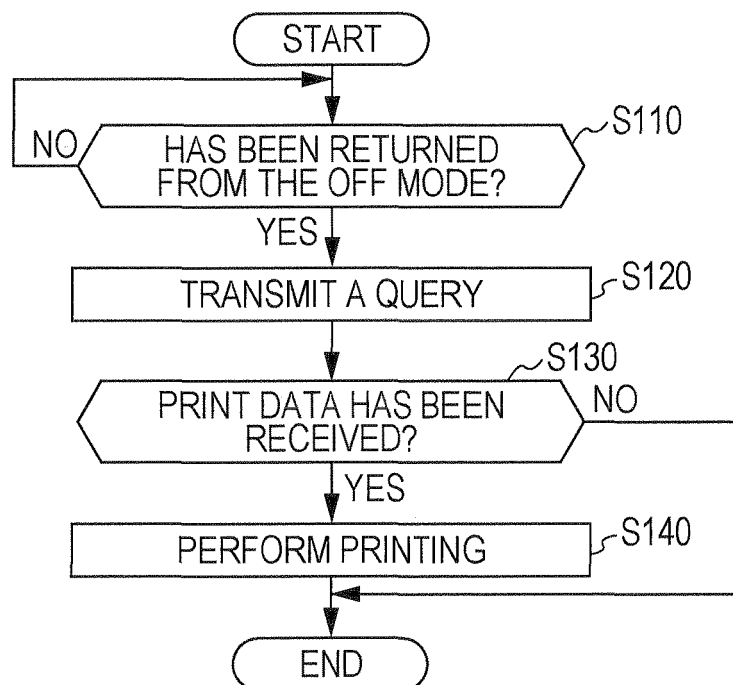 START
NO
HAS BEEN RETURNED
FROM THE OFF MODE?
S110
YES
TRANSMIT A QUERY
S120
S130
PRINT DATA HAS BEEN
RECEIVED?
NO
YES
PERFORM PRINTING
S140
END